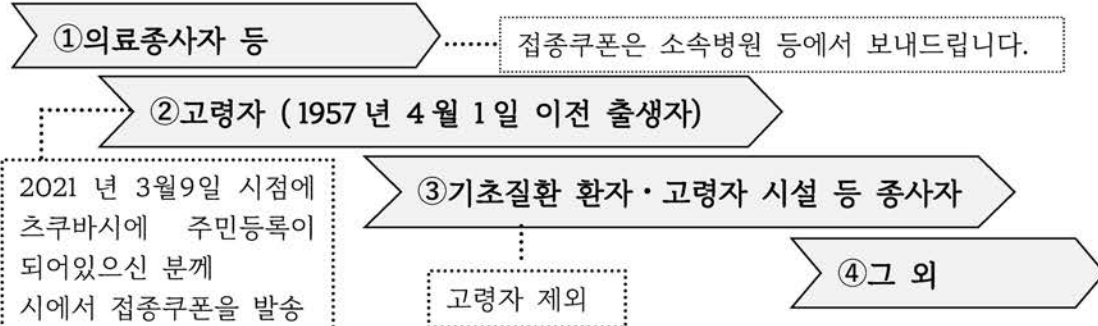 ①의료종사자 등
접종쿠폰은 소속병원 등에서 보내드립니다.
②고령자 (1957년 4월 1일 이전 출생자)
2021 년 3월9일 시점에
츠쿠바시에 주민등록이
되어있으신 분께
시에서 접종쿠폰을 발송
③기초질환 환자・고령자 시설 등 종사자
고령자 제외
④그 외